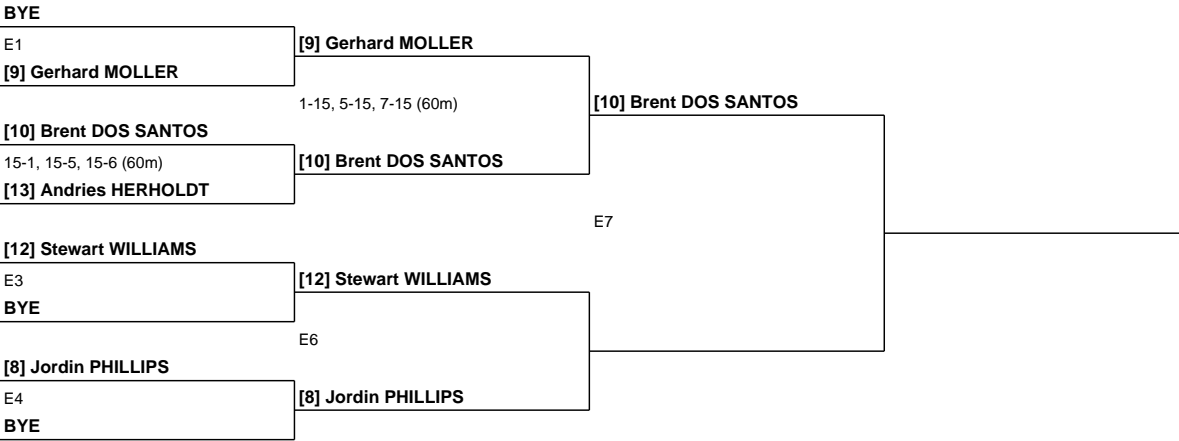 BYE
E1
[9] Gerhard MOLLER
[9] Gerhard MOLLER
1-15, 5-15, 7-15 (60m)
[10] Brent DOS SANTOS
[10] Brent DOS SANTOS
15-1, 15-5, 15-6 (60m)
[10] Brent DOS SANTOS
[13] Andries HERHOLDT
E7
[12] Stewart WILLIAMS
E3
[12] Stewart WILLIAMS
BYE
E6
[8] Jordin PHILLIPS
E4
[8] Jordin PHILLIPS
BYE